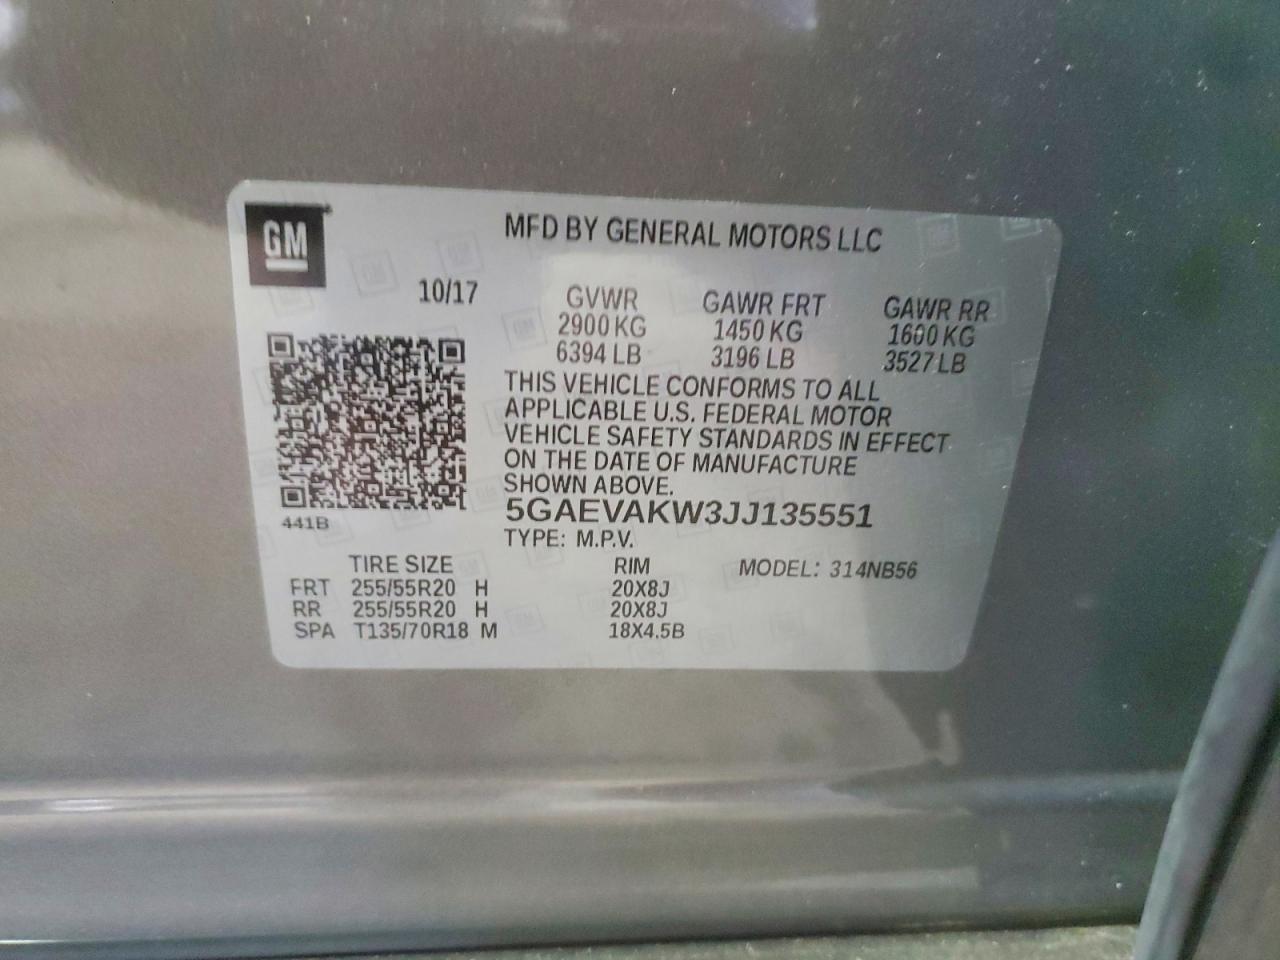 GM
MFD BY GENERAL MOTORS LLC
10/17
GVWR GAWR FRT GAWR RR
2900 KG 1450 KG 1600 KG
6394 LB 3196 LB 3527 LB
THIS VEHICLE CONFORMS TO ALL
APPLICABLE U.S. FEDERAL MOTOR
VEHICLE SAFETY STANDARDS IN EFFECT
ON THE DATE OF MANUFACTURE
SHOWN ABOVE.
5GAEVAKW3JJ135551
441B
TYPE: M.P.V.
TIRE SIZE RIM MODEL: 314NB56
FRT 255/55R20 H 20X8J
RR 255/55R20 H 20X8J
SPA T135/70R18 M 18X4.5B